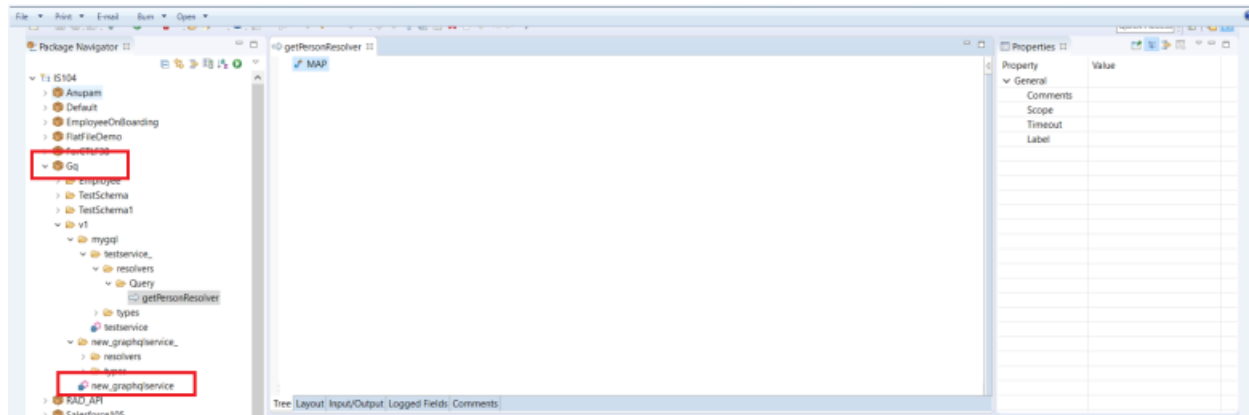 File Print E-mail Burn Open
Package Navigator
getPersonResolver
Properties
MAP
Property Value
IS104
General
Anupam
Comments
Default
Scope
EmployeeOnBoarding
Timeout
FlatFileDemo
Label
Gq
Employee
TestSchema
TestSchema1
v1
mygql
testservice_
resolvers
Query
getPersonResolver
types
testservice
new_graphqlservice_
resolvers
types
new_graphqlservice
RAD_API
Tree Layout Input/Output Logged Fields Comments